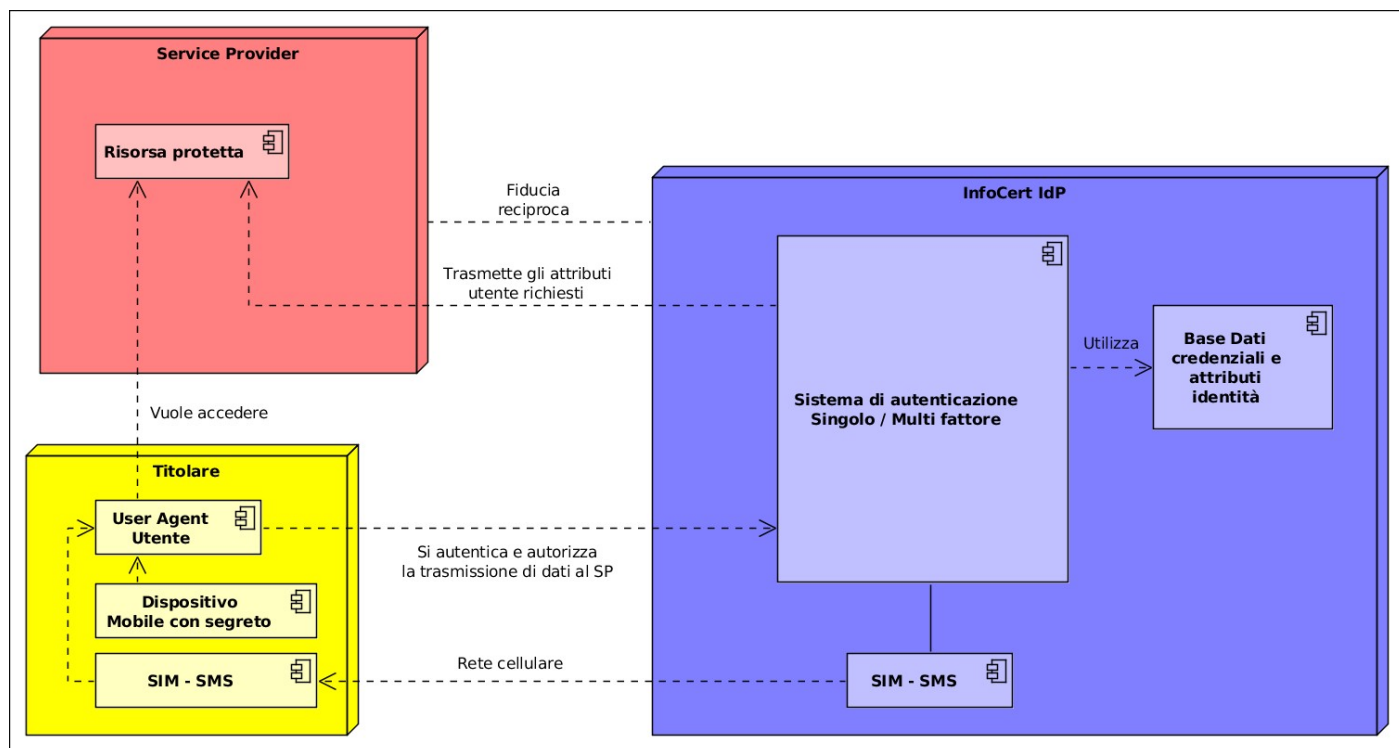 Service Provider
Risorsa protetta
InfoCert IdP
Fiducia
reciproca
Trasmette gli attributi
utente richiesti
Sistema di autenticazione
Singolo / Multi fattore
Utilizza
Base Dati
credenziali e
attributi
identità
Vuole accedere
Titolare
User Agent
Utente
Si autentica e autorizza
la trasmissione di dati al SP
Dispositivo
Mobile con segreto
SIM - SMS
Rete cellulare
SIM - SMS